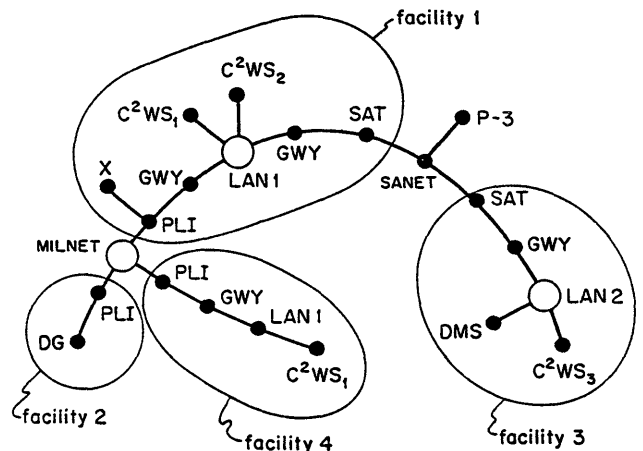 facility 1
C²WS₂
C²WS₁
SAT
P-3
GWY
X
GWY
LAN 1
SANET
SAT
PLI
MILNET
PLI
GWY
GWY
PLI
LAN 1
LAN 2
DG
DMS
C²WS₁
C²WS₃
facility 2
facility 4
facility 3